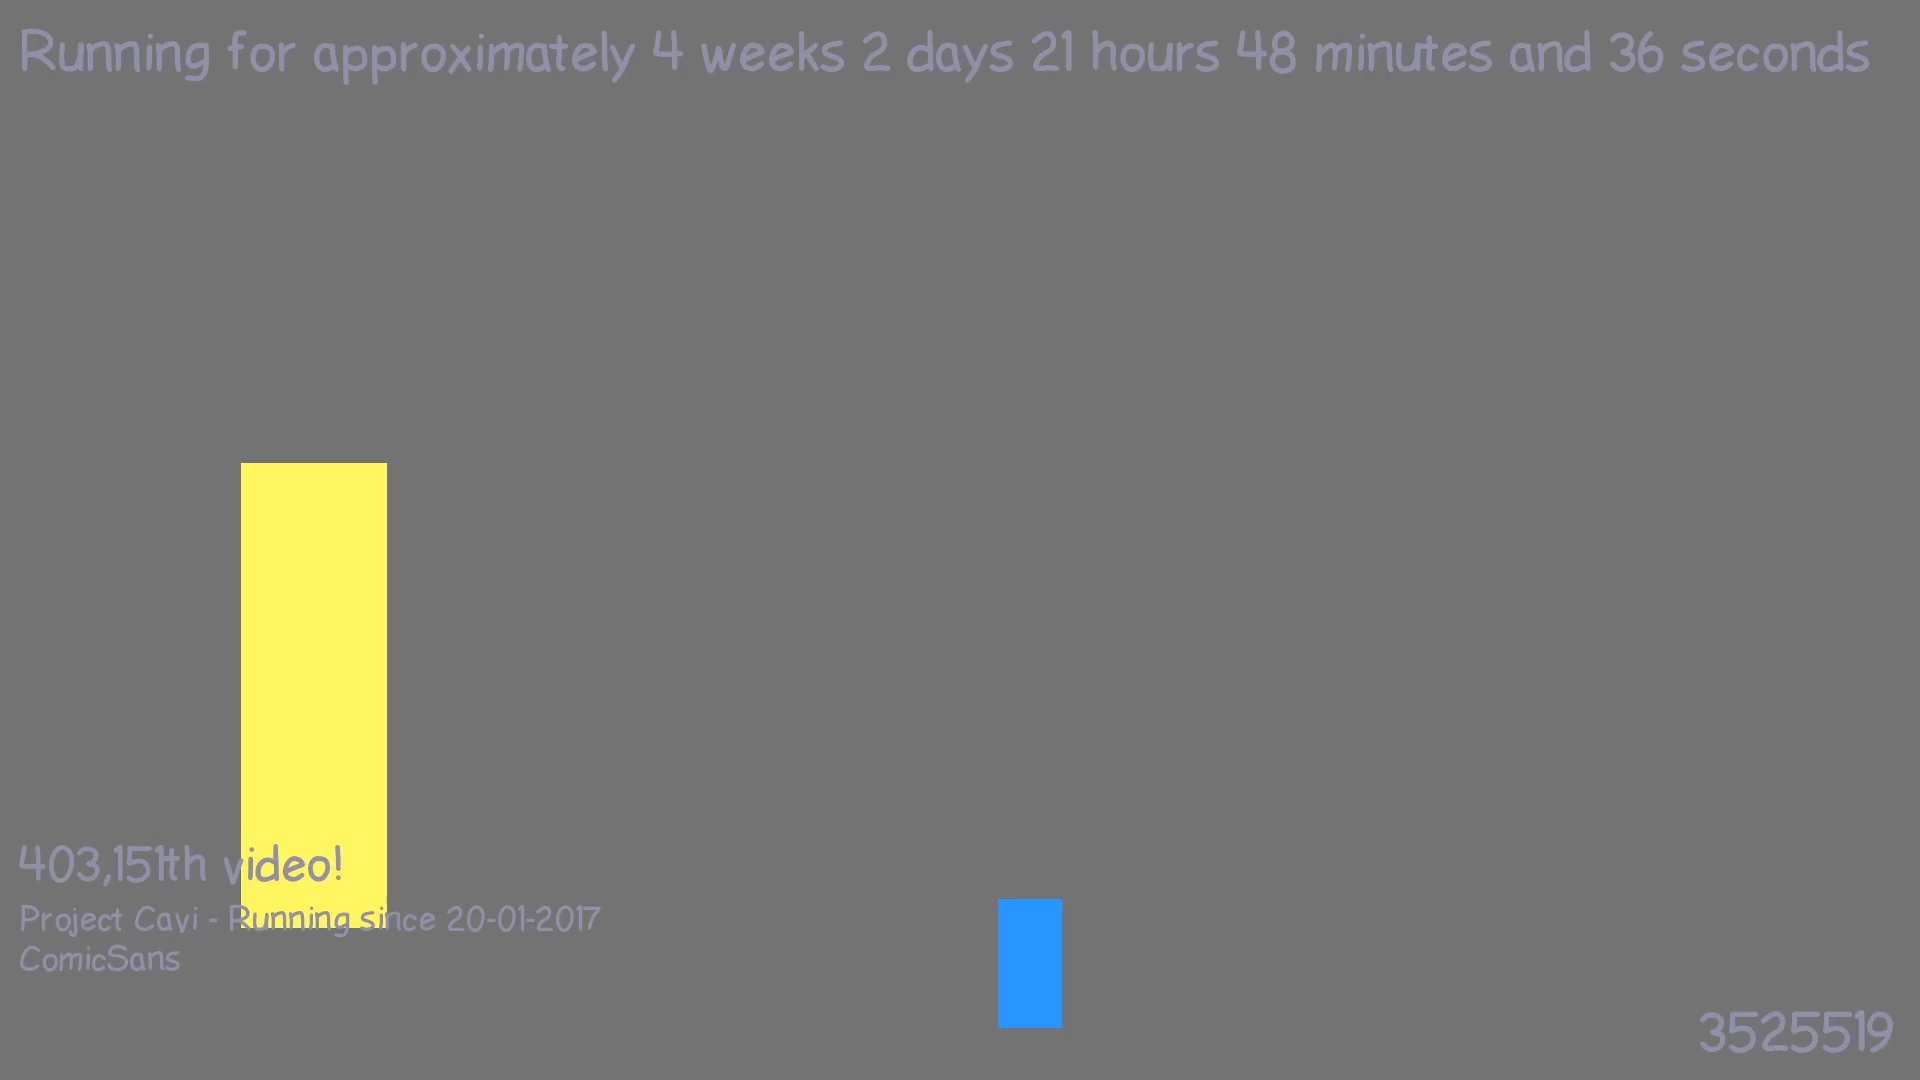 Running for approximately 4 weeks 2 days 21 hours 48 minutes and 36 seconds
403,151th video!
Project Cavi - Running since 20-01-2017
ComicSans
3525519